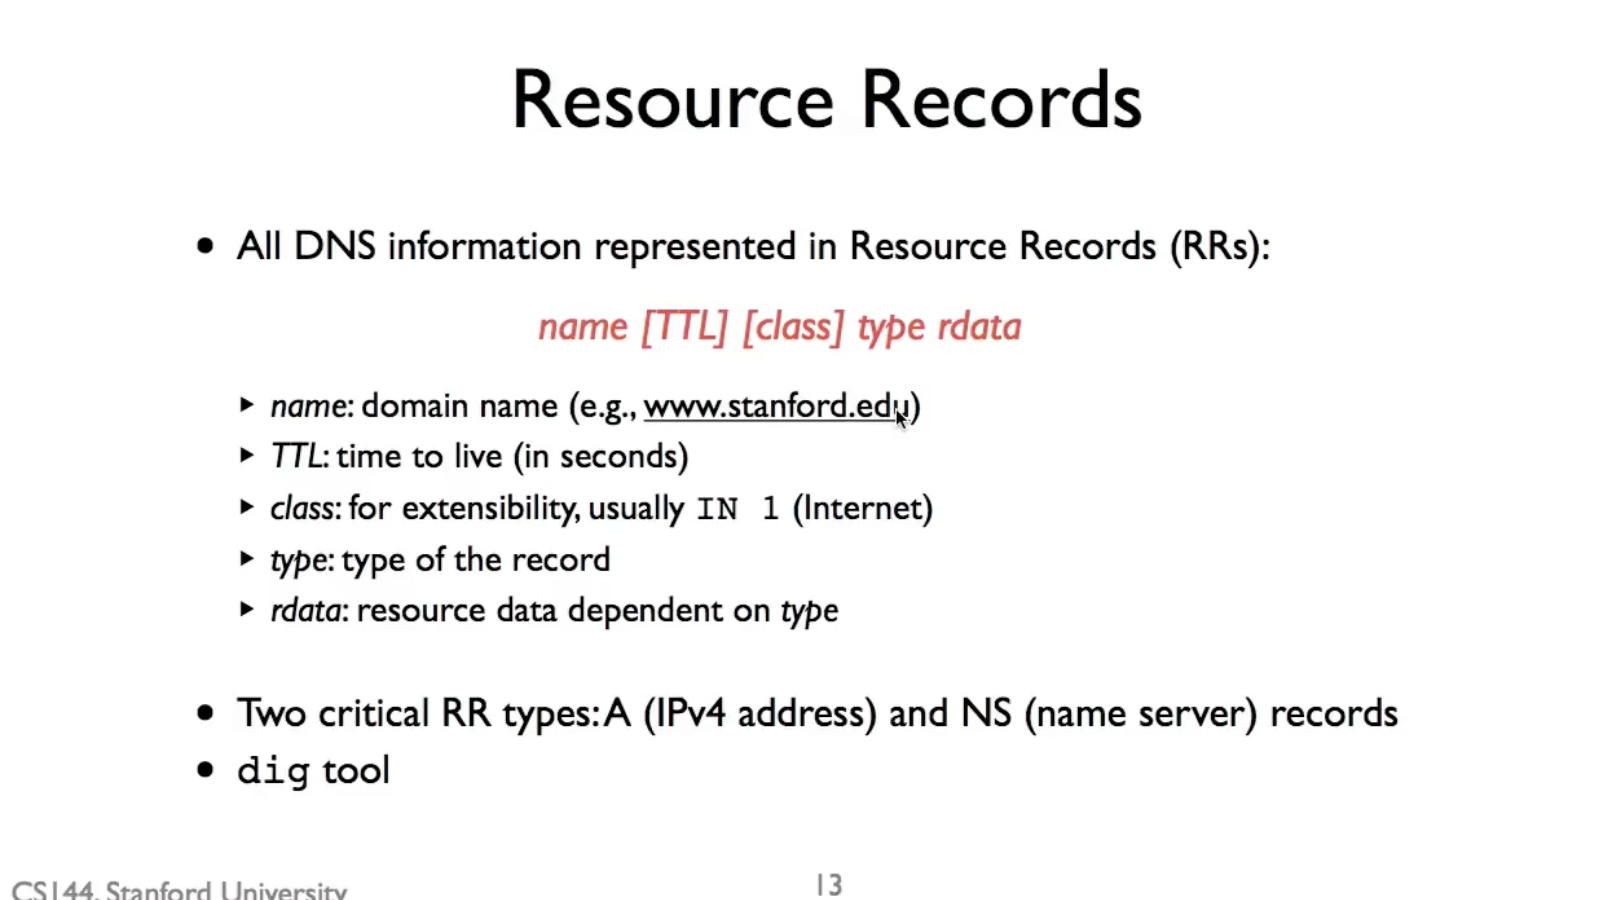 Resource Records
• All DNS information represented in Resource Records (RRs):
name [TTL] [class] type rdata
‣ name: domain name (e.g., www.stanford.edu)
‣ TTL: time to live (in seconds)
‣ class: for extensibility, usually IN 1 (Internet)
‣ type: type of the record
‣ rdata: resource data dependent on type
• Two critical RR types: A (IPv4 address) and NS (name server) records
• dig tool
CS144, Stanford University
13